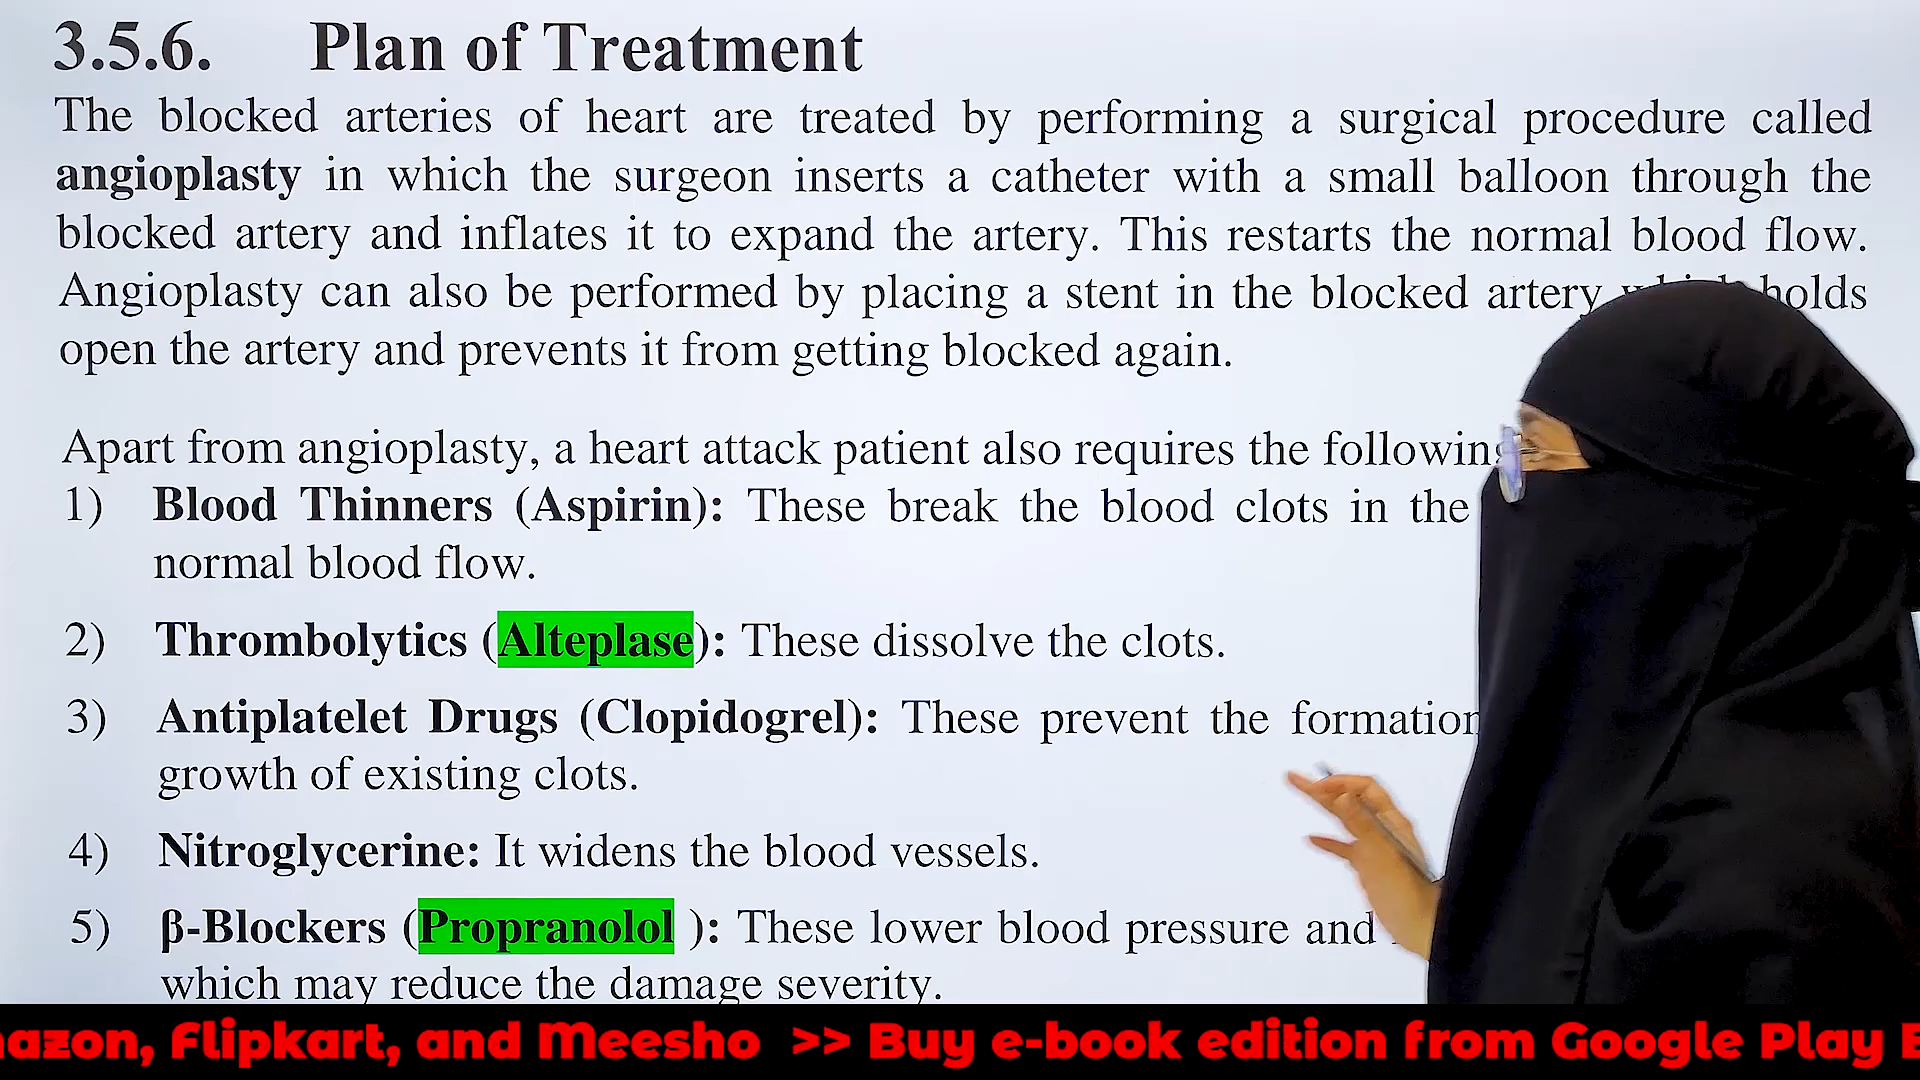 3.5.6. Plan of Treatment
The blocked arteries of heart are treated by performing a surgical procedure called
angioplasty in which the surgeon inserts a catheter with a small balloon through the
blocked artery and inflates it to expand the artery. This restarts the normal blood flow.
Angioplasty can also be performed by placing a stent in the blocked artery which holds
open the artery and prevents it from getting blocked again.
Apart from angioplasty, a heart attack patient also requires the following
1) Blood Thinners (Aspirin): These break the blood clots in the
normal blood flow.
2) Thrombolytics (Alteplase): These dissolve the clots.
3) Antiplatelet Drugs (Clopidogrel): These prevent the formation
growth of existing clots.
4) Nitroglycerine: It widens the blood vessels.
5) β-Blockers (Propranolol ): These lower blood pressure and
which may reduce the damage severity.
mazon, Flipkart, and Meesho >> Buy e-book edition from Google Play